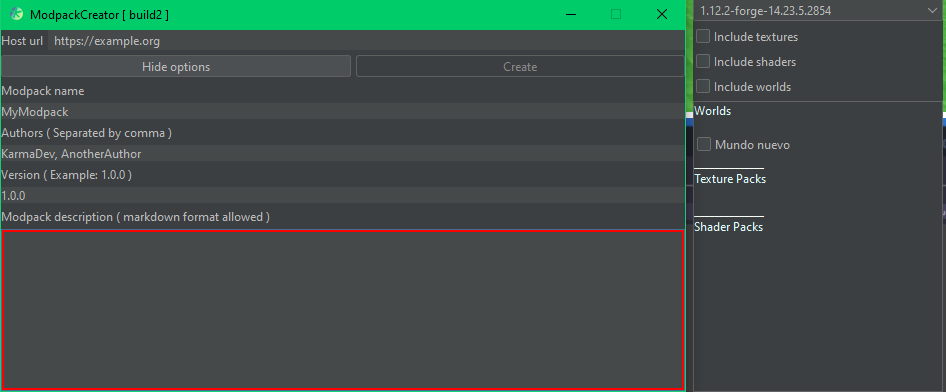 ModpackCreator [ build2 ]
Host url https://example.org
Hide options Create
Modpack name
MyModpack
Authors ( Separated by comma )
KarmaDev, AnotherAuthor
Version ( Example: 1.0.0 )
1.0.0
Modpack description ( markdown format allowed )
1.12.2-forge-14.23.5.2854
Include textures
Include shaders
Include worlds
Worlds
Mundo nuevo
Texture Packs
Shader Packs